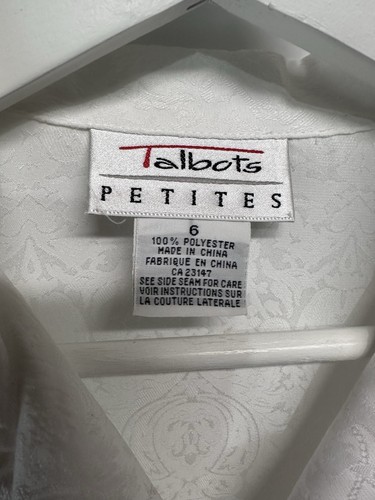 Talbots
PETITES
6
100% POLYESTER
MADE IN CHINA
FABRIQUE EN CHINA
CA 23147
SEE SIDE SEAM FOR CARE
VOIR INSTRUCTIONS SUR
LA COUTURE LATERALE